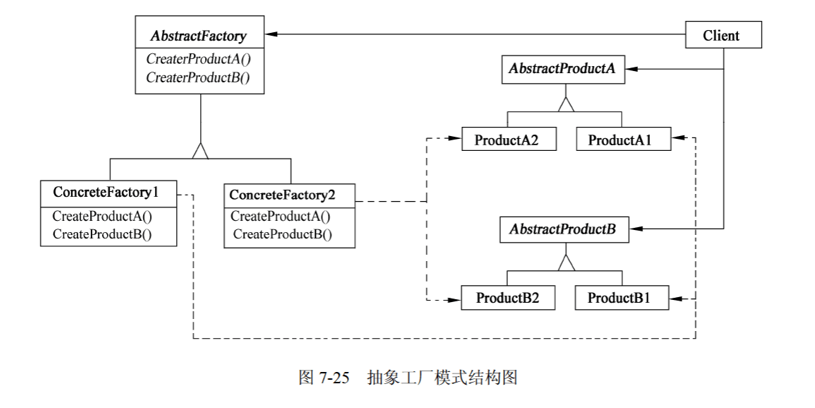 AbstractFactory
CreaterProductA()
CreaterProductB()
Client
AbstractProductA
ProductA2
ProductA1
ConcreteFactory1
CreateProductA()
CreateProductB()
ConcreteFactory2
CreateProductA()
CreateProductB()
AbstractProductB
ProductB2
ProductB1
图 7-25 抽象工厂模式结构图